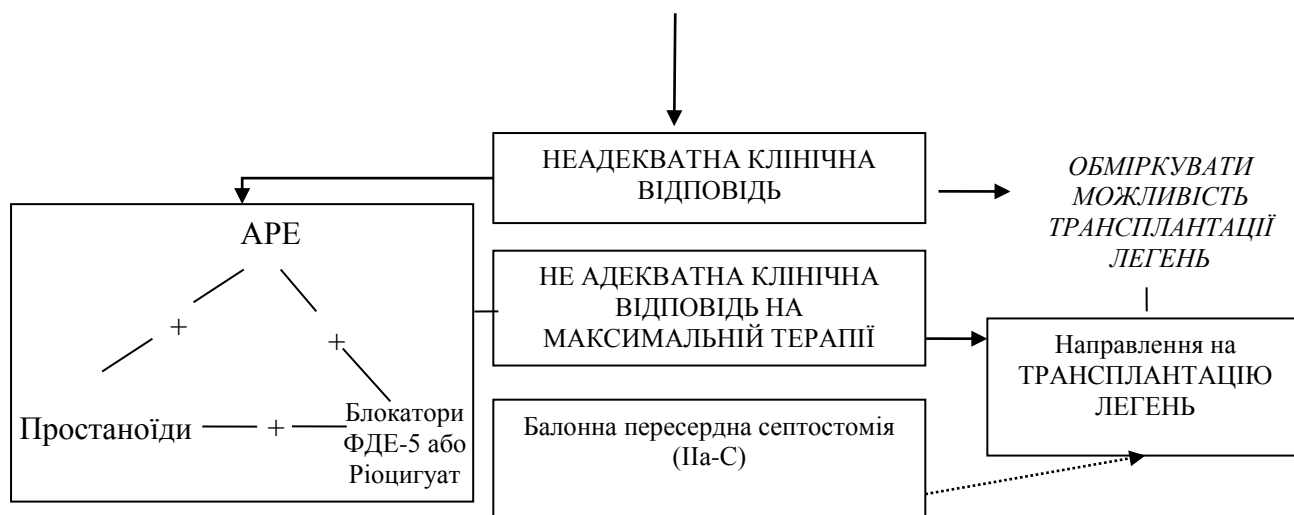 НЕАДЕКВАТНА КЛІНІЧНА
ВІДПОВІДЬ
ОБМІРКУВАТИ
МОЖЛИВІСТЬ
ТРАНСПЛАНТАЦІЇ
ЛЕГЕНЬ
АРЕ
+
+
Простаноїди
+
Блокатори
ФДЕ-5 або
Ріоцигуат
НЕ АДЕКВАТНА КЛІНІЧНА
ВІДПОВІДЬ НА
МАКСИМАЛЬНІЙ ТЕРАПІЇ
Направлення на
ТРАНСПЛАНТАЦІЮ
ЛЕГЕНЬ
Балонна пересердна септостомія
(IIa-C)